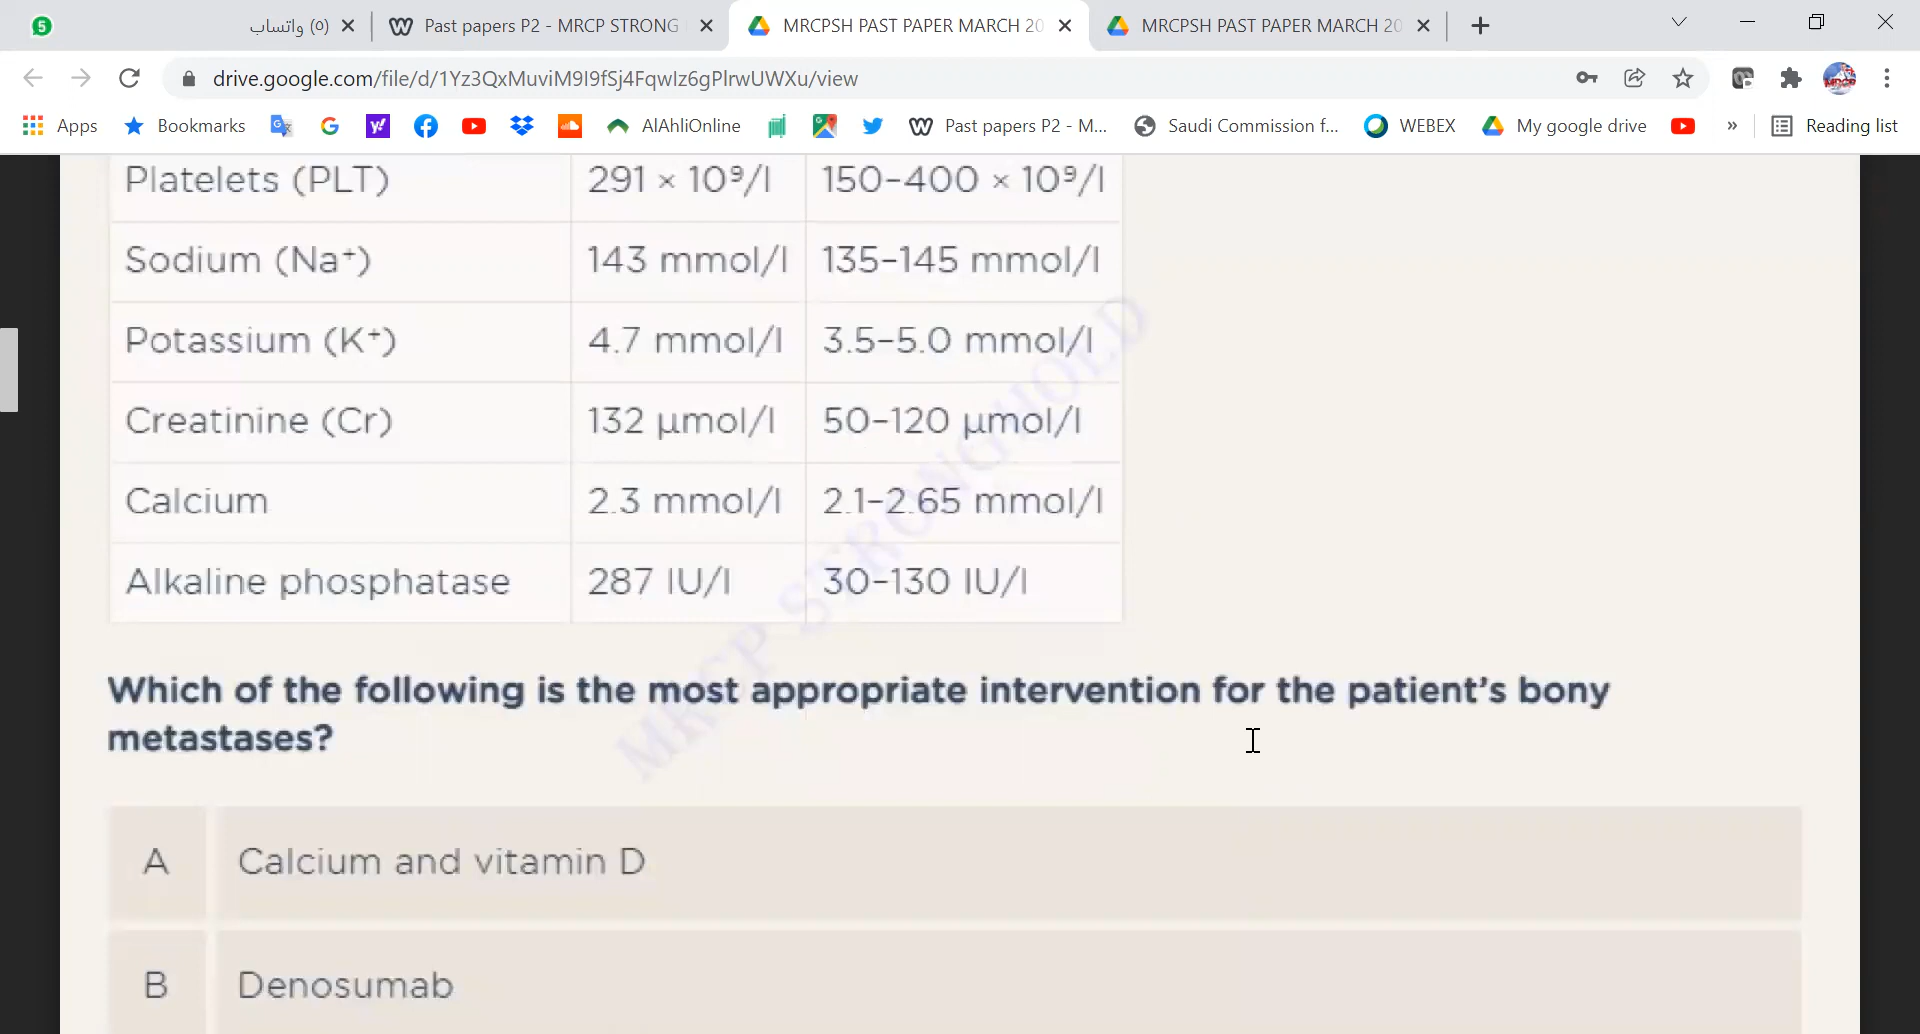 5
واتساب (٥)
Past papers P2 - MRCP STRONG
MRCPSH PAST PAPER MARCH 20
MRCPSH PAST PAPER MARCH 20
drive.google.com/file/d/1Yz3QxMuviM9I9fSj4FqwIz6gPlrwUWXu/view
Apps
Bookmarks
AlAhliOnline
Past papers P2 - M...
Saudi Commission f...
WEBEX
My google drive
»
Reading list
Platelets (PLT) 291 × 10⁹/l 150–400 × 10⁹/l
Sodium (Na⁺) 143 mmol/l 135–145 mmol/l
Potassium (K⁺) 4.7 mmol/l 3.5–5.0 mmol/l
Creatinine (Cr) 132 µmol/l 50–120 µmol/l
Calcium 2.3 mmol/l 2.1–2.65 mmol/l
Alkaline phosphatase 287 IU/l 30–130 IU/l
MRCP STRONGHOLD
Which of the following is the most appropriate intervention for the patient's bony
metastases?
A Calcium and vitamin D
B Denosumab